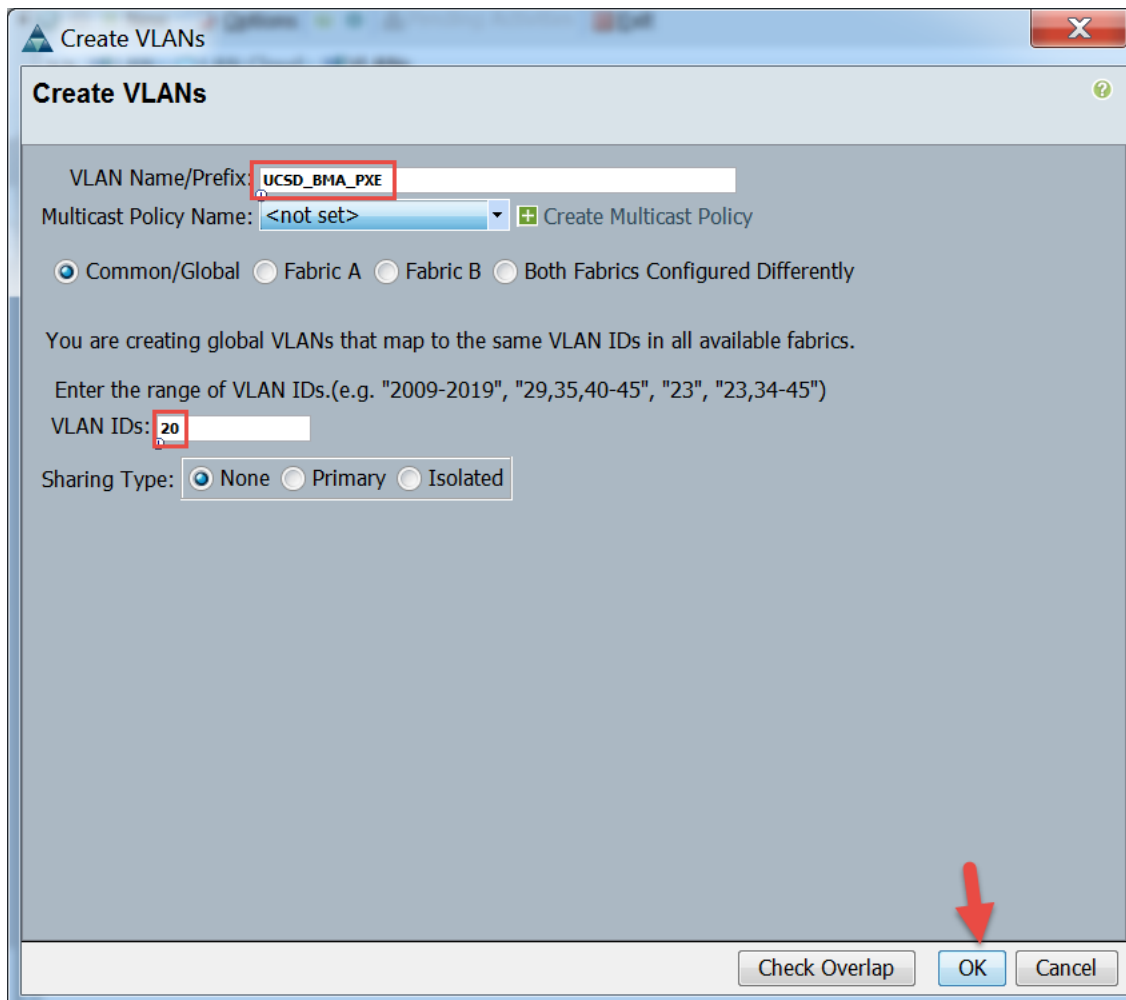 Create VLANs
Create VLANs
VLAN Name/Prefix: UCSD_BMA_PXE
Multicast Policy Name: <not set> Create Multicast Policy
Common/Global Fabric A Fabric B Both Fabrics Configured Differently
You are creating global VLANs that map to the same VLAN IDs in all available fabrics.
Enter the range of VLAN IDs.(e.g. "2009-2019", "29,35,40-45", "23", "23,34-45")
VLAN IDs: 20
Sharing Type: None Primary Isolated
Check Overlap OK Cancel